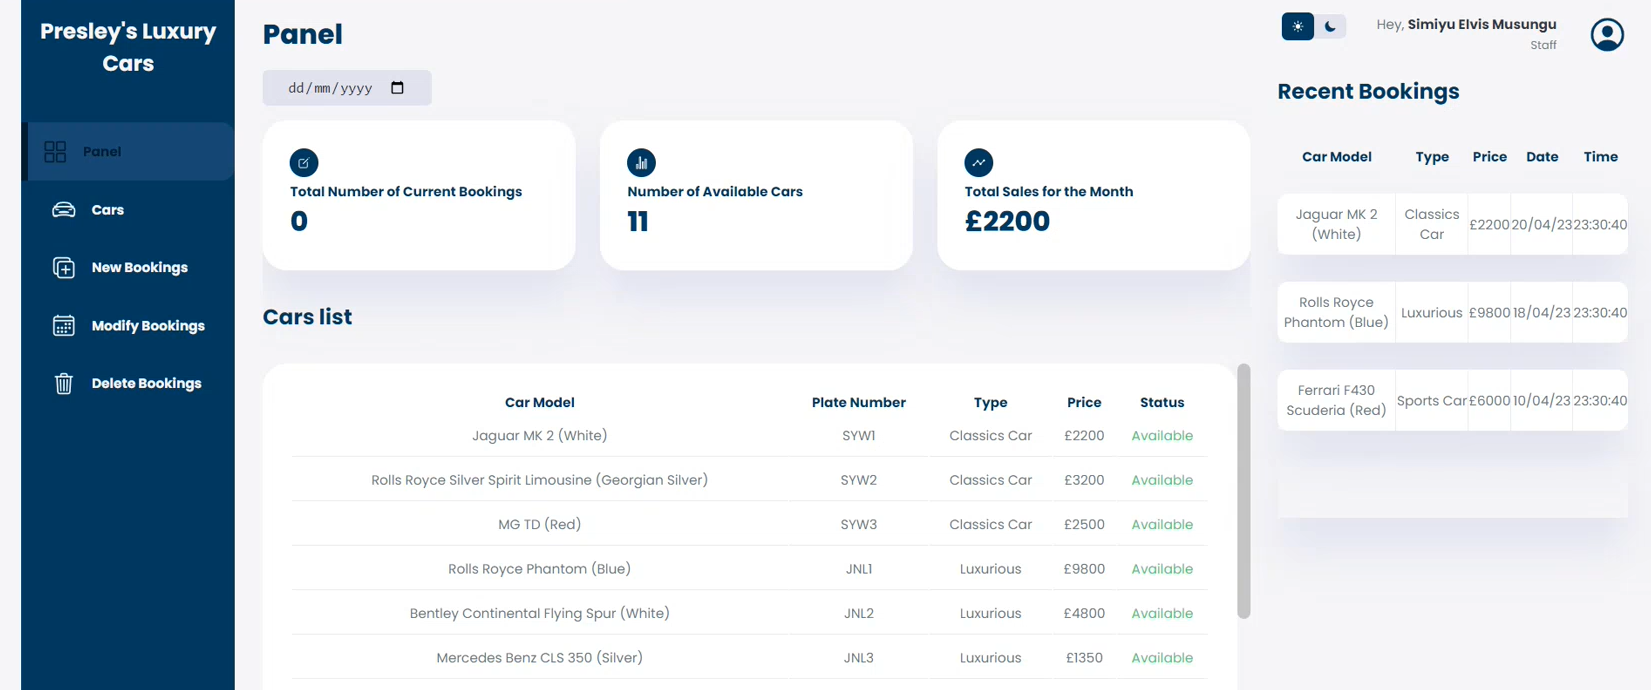 Presley's Luxury
Cars
Panel
Cars
New Bookings
Modify Bookings
Delete Bookings
Panel
dd/mm/yyyy
Total Number of Current Bookings
0
Number of Available Cars
11
Total Sales for the Month
£2200
Cars list
Car Model Plate Number Type Price Status
Jaguar MK 2 (White) SYW1 Classics Car £2200 Available
Rolls Royce Silver Spirit Limousine (Georgian Silver) SYW2 Classics Car £3200 Available
MG TD (Red) SYW3 Classics Car £2500 Available
Rolls Royce Phantom (Blue) JNL1 Luxurious £9800 Available
Bentley Continental Flying Spur (White) JNL2 Luxurious £4800 Available
Mercedes Benz CLS 350 (Silver) JNL3 Luxurious £1350 Available
Hey, Simiyu Elvis Musungu
Staff
Recent Bookings
Car Model Type Price Date Time
Jaguar MK 2 (White) Classics Car £2200 20/04/23 23:30:40
Rolls Royce Phantom (Blue) Luxurious £9800 18/04/23 23:30:40
Ferrari F430 Scuderia (Red) Sports Car £6000 10/04/23 23:30:40